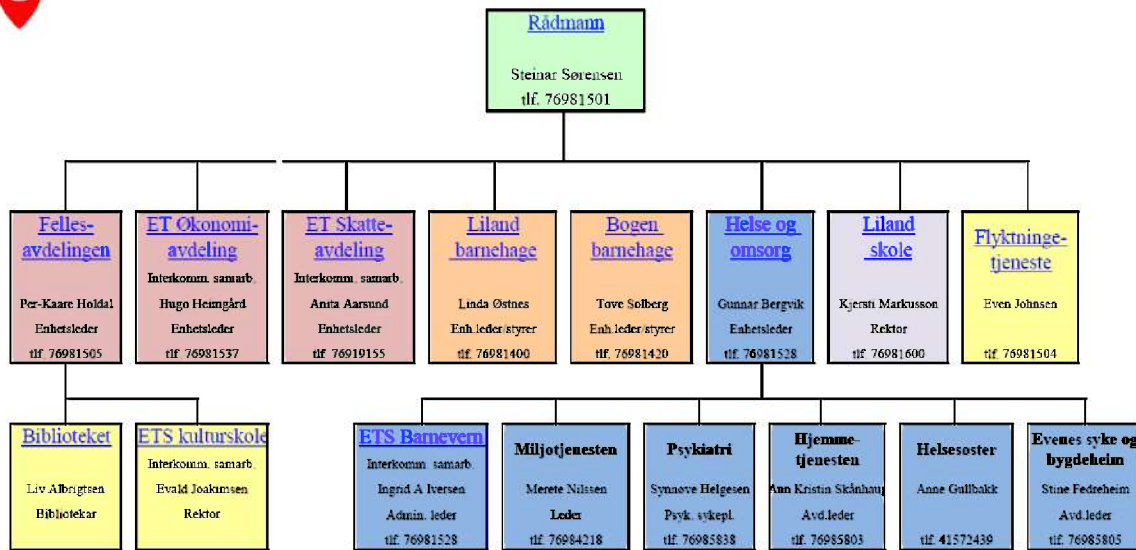 Rådmann
Steinar Sørensen
tlf. 76981501
Felles-
avdelingen
Per-Kaare Holdal
Enhetsleder
tlf. 76981505
ET Økonomi-
avdeling
Interkomm. samarb.
Hugo Heimgård
Enhetsleder
tlf 76981537
ET Skatte-
avdeling
Interkomm. samarb.
Anita Aarsund
Enhetsleder
tlf 76919155
Liland
barnehage
Linda Østnes
Enh.leder/styrer
tlf. 76981400
Bogen
barnehage
Tove Solberg
Enh.leder/styrer
tlf. 76981420
Helse og
omsorg
Gunnar Bergvik
Enhetsleder
tlf. 76981528
Liland
skole
Kjersti Markusson
Rektor
tlf. 76981600
Flyktninge-
tjeneste
Even Johnsen
tlf. 76981504
Biblioteket
Liv Albrigtsen
Bibliotekar
ETS kulturskole
Interkomm. samarb.
Evald Joakimsen
Rektor
ETS Barnevern
Interkomm. samarb.
Ingrid A Iversen
Admin. leder
tlf. 76981528
Miljøtjenesten
Merete Nilssen
Leder
tlf. 76984218
Psykiatri
Synnøve Helgesen
Psyk. sykepl.
tlf. 76985838
Hjemme-
tjenesten
Ann Kristin Skånhaug
Avd.leder
tlf. 76985803
Helsesøster
Anne Gullbakk
tlf. 41572439
Evenes syke og
bygdeheim
Stine Fedreheim
Avd.leder
tlf. 76985805